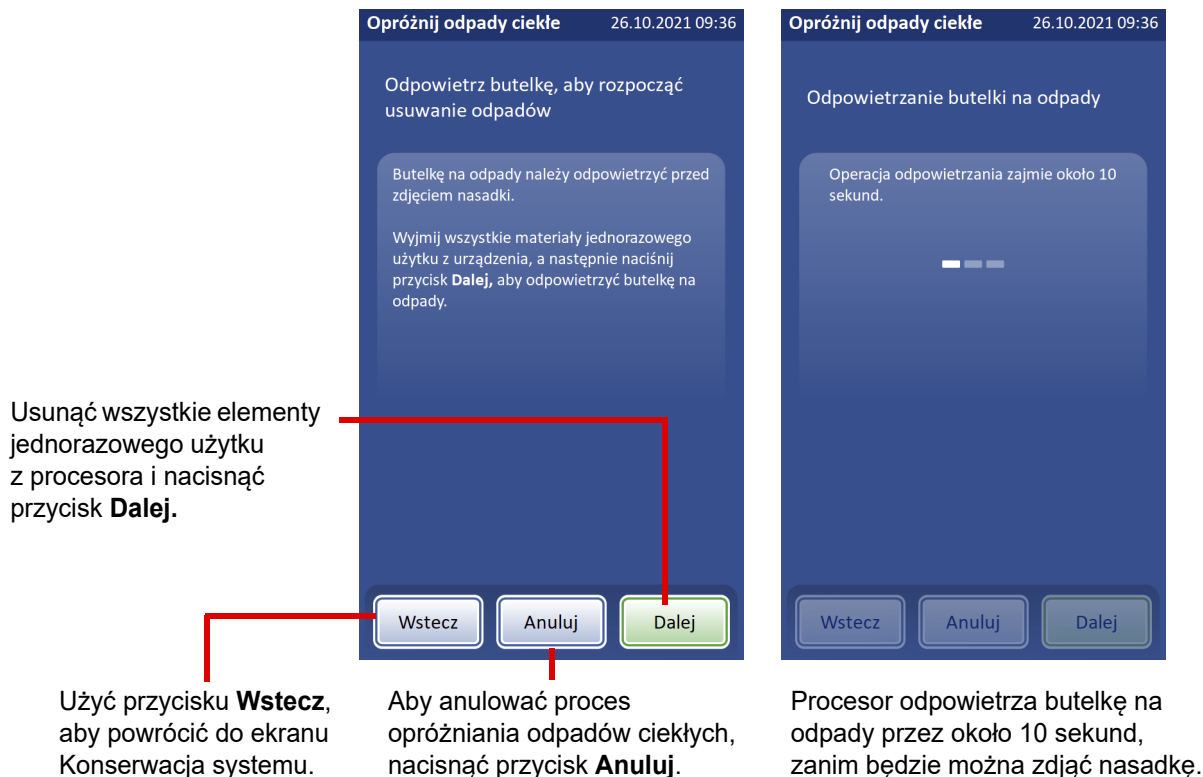 Opróżnij odpady ciekłe 26.10.2021 09:36
Odpowietrz butelkę, aby rozpocząć
usuwanie odpadów
Butelkę na odpady należy odpowietrzyć przed
zdjęciem nasadki.
Wyjmij wszystkie materiały jednorazowego
użytku z urządzenia, a następnie naciśnij
przycisk Dalej, aby odpowietrzyć butelkę na
odpady.
Wstecz Anuluj Dalej
Opróżnij odpady ciekłe 26.10.2021 09:36
Odpowietrzanie butelki na odpady
Operacja odpowietrzania zajmie około 10
sekund.
Wstecz Anuluj Dalej
Usunąć wszystkie elementy
jednorazowego użytku
z procesora i nacisnąć
przycisk Dalej.
Użyć przycisku Wstecz,
aby powrócić do ekranu
Konserwacja systemu.
Aby anulować proces
opróżniania odpadów ciekłych,
nacisnąć przycisk Anuluj.
Procesor odpowietrza butelkę na
odpady przez około 10 sekund,
zanim będzie można zdjąć nasadkę.